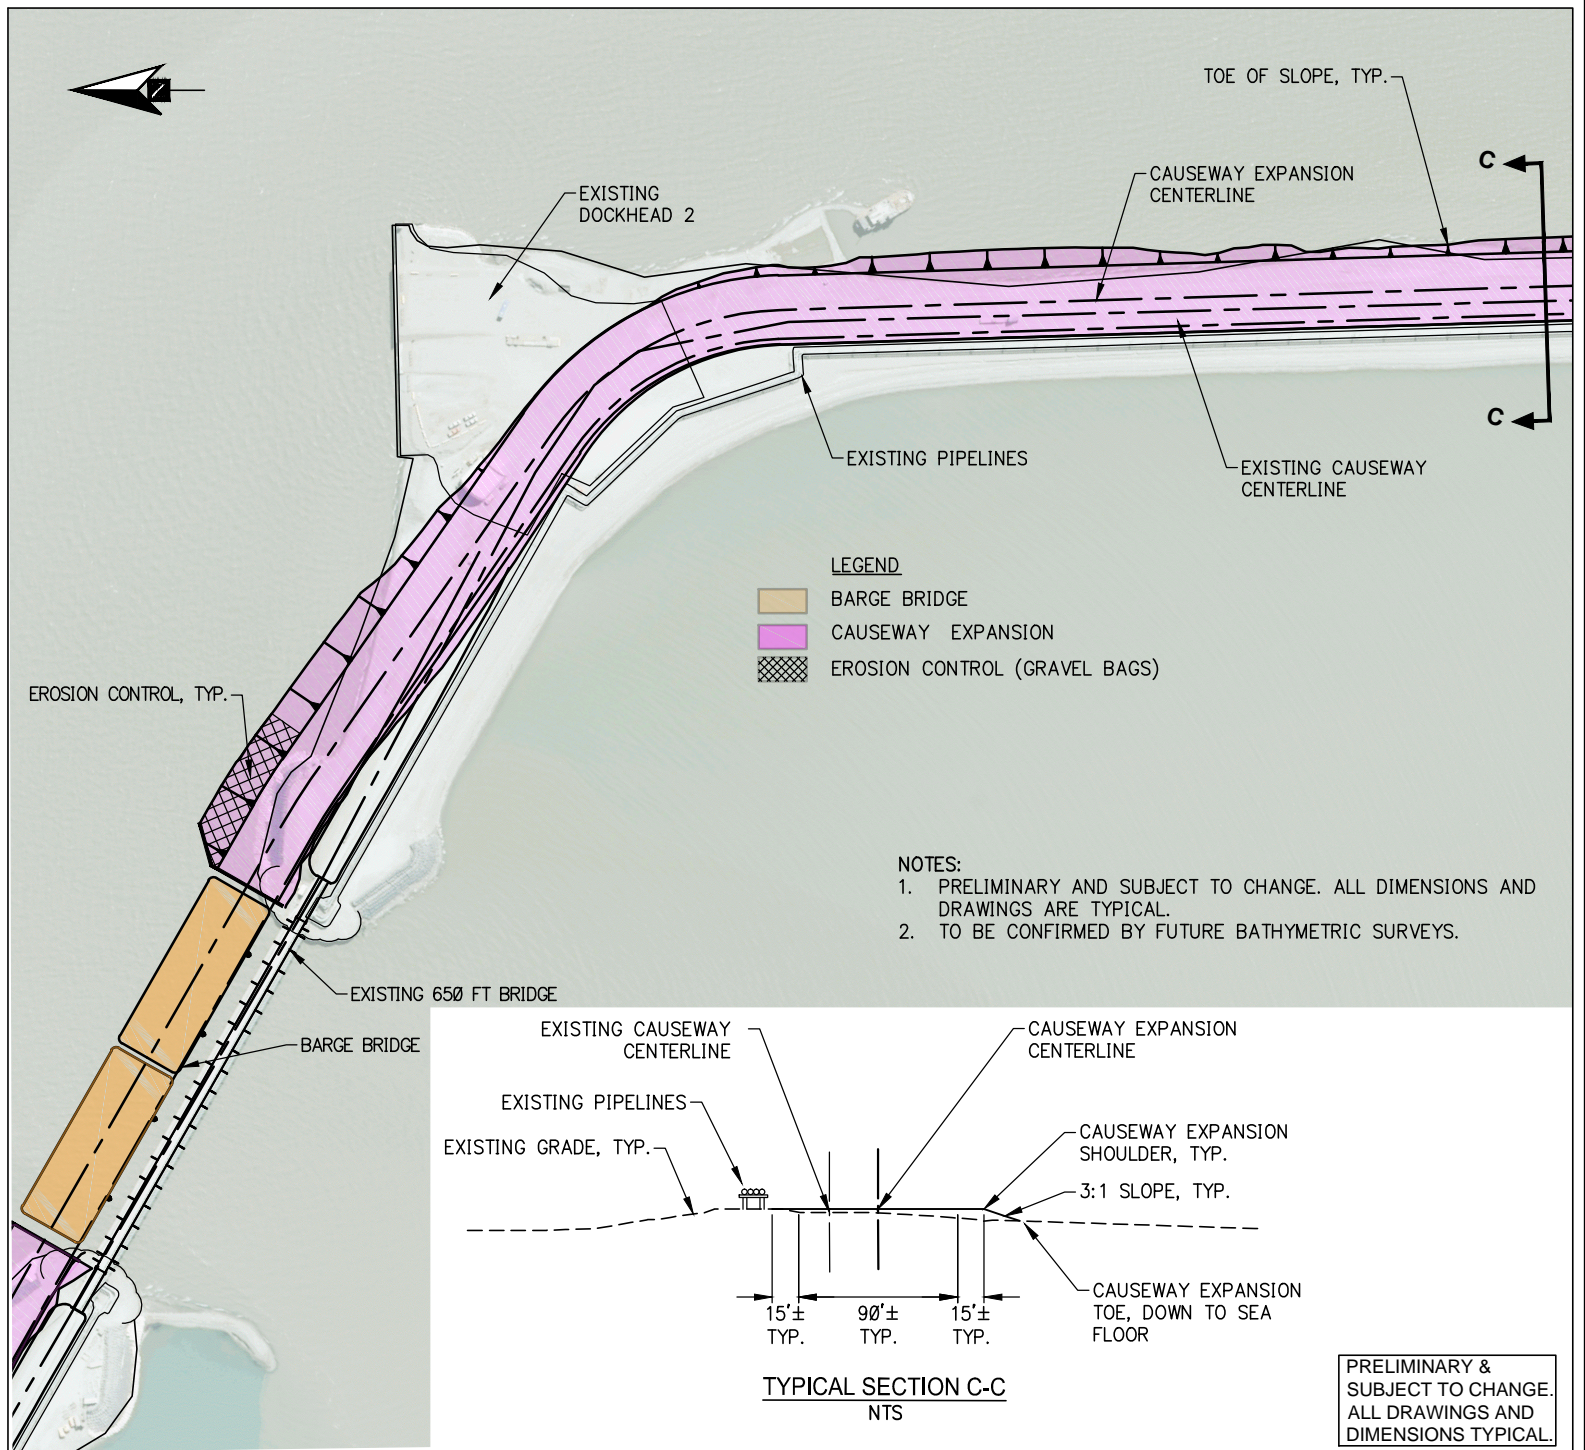 TOE OF SLOPE, TYP.
C
CAUSEWAY EXPANSION
CENTERLINE
EXISTING
DOCKHEAD 2
C
EXISTING PIPELINES
EXISTING CAUSEWAY
CENTERLINE
LEGEND
BARGE BRIDGE
CAUSEWAY EXPANSION
EROSION CONTROL (GRAVEL BAGS)
EROSION CONTROL, TYP.
NOTES:
1. PRELIMINARY AND SUBJECT TO CHANGE. ALL DIMENSIONS AND
DRAWINGS ARE TYPICAL.
2. TO BE CONFIRMED BY FUTURE BATHYMETRIC SURVEYS.
EXISTING 650 FT BRIDGE
BARGE BRIDGE
EXISTING CAUSEWAY
CENTERLINE
CAUSEWAY EXPANSION
CENTERLINE
EXISTING PIPELINES
EXISTING GRADE, TYP.
CAUSEWAY EXPANSION
SHOULDER, TYP.
3:1 SLOPE, TYP.
CAUSEWAY EXPANSION
TOE, DOWN TO SEA
FLOOR
15'± 90'± 15'±
TYP. TYP. TYP.
TYPICAL SECTION C-C
NTS
PRELIMINARY &
SUBJECT TO CHANGE.
ALL DRAWINGS AND
DIMENSIONS TYPICAL.